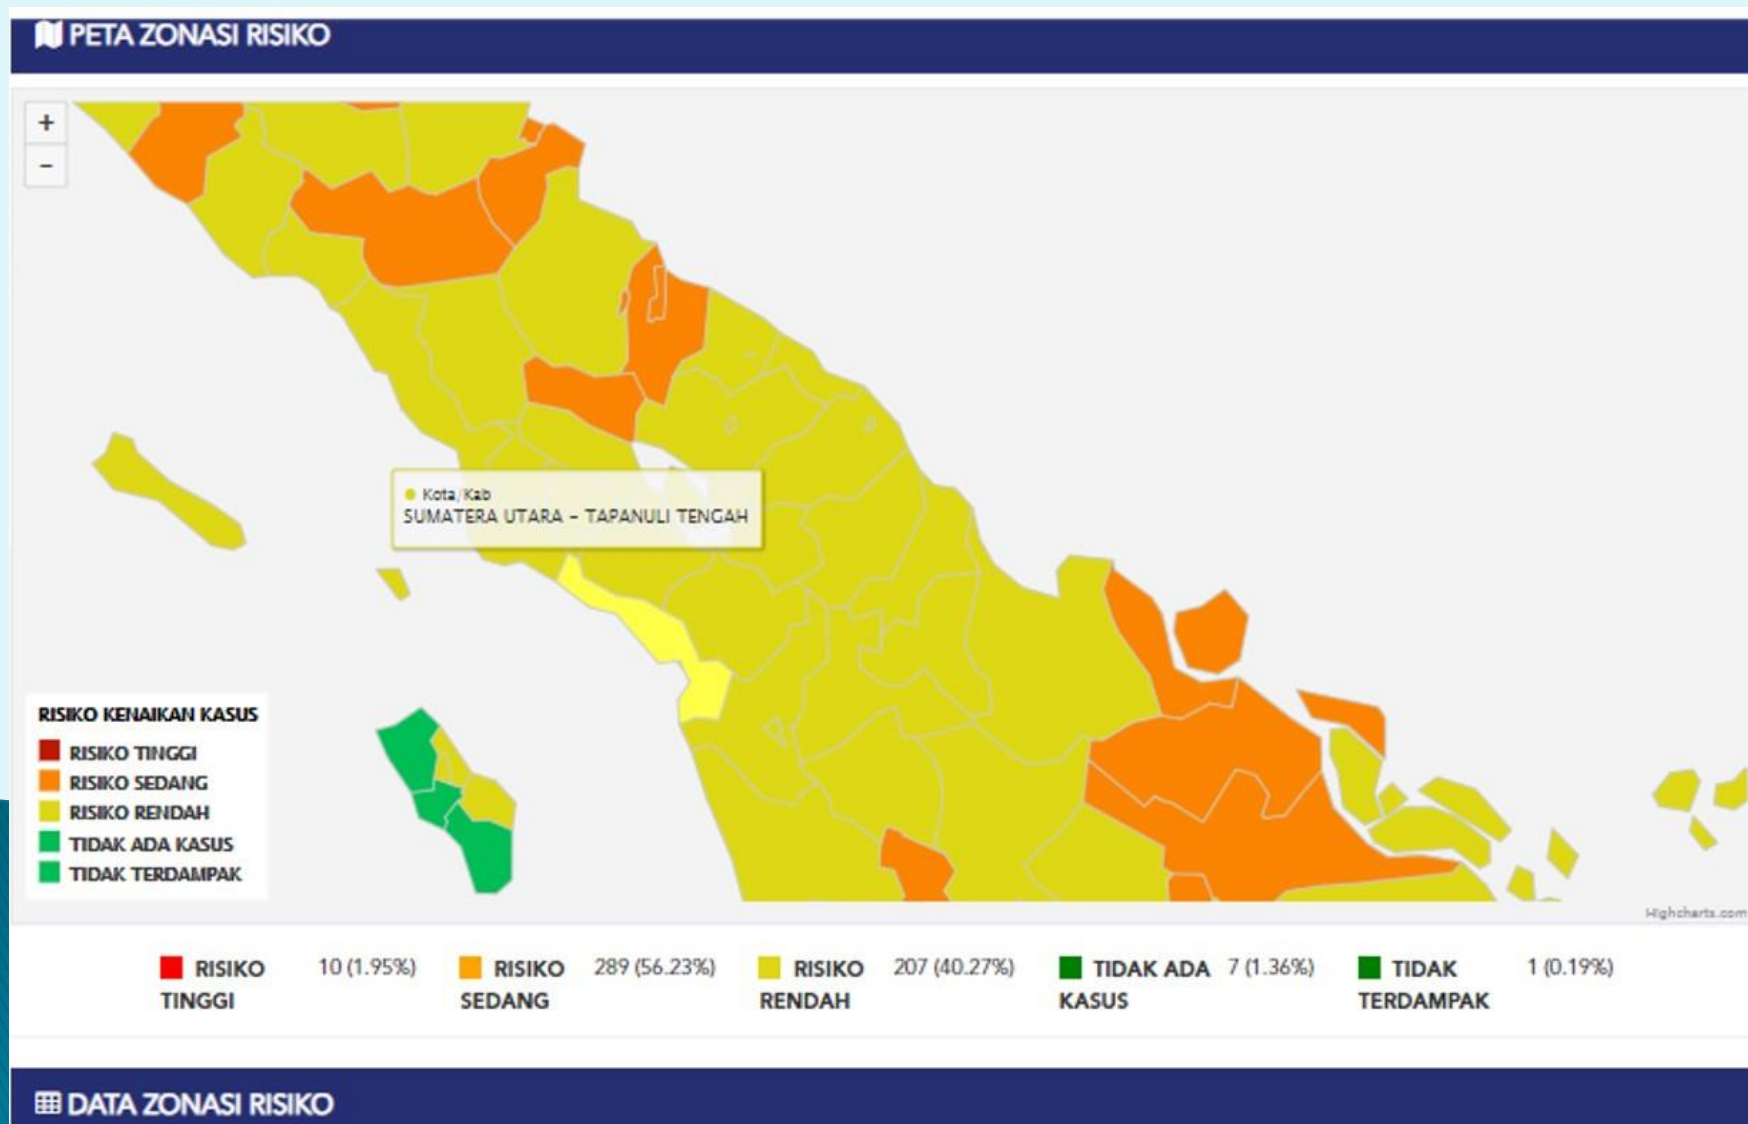 PETA ZONASI RISIKO
+
−
Kota/Kab
SUMATERA UTARA - TAPANULI TENGAH
RISIKO KENAIKAN KASUS
RISIKO TINGGI
RISIKO SEDANG
RISIKO RENDAH
TIDAK ADA KASUS
TIDAK TERDAMPAK
Highcharts.com
RISIKO TINGGI 10 (1.95%)
RISIKO SEDANG 289 (56.23%)
RISIKO RENDAH 207 (40.27%)
TIDAK ADA KASUS 7 (1.36%)
TIDAK TERDAMPAK 1 (0.19%)
DATA ZONASI RISIKO